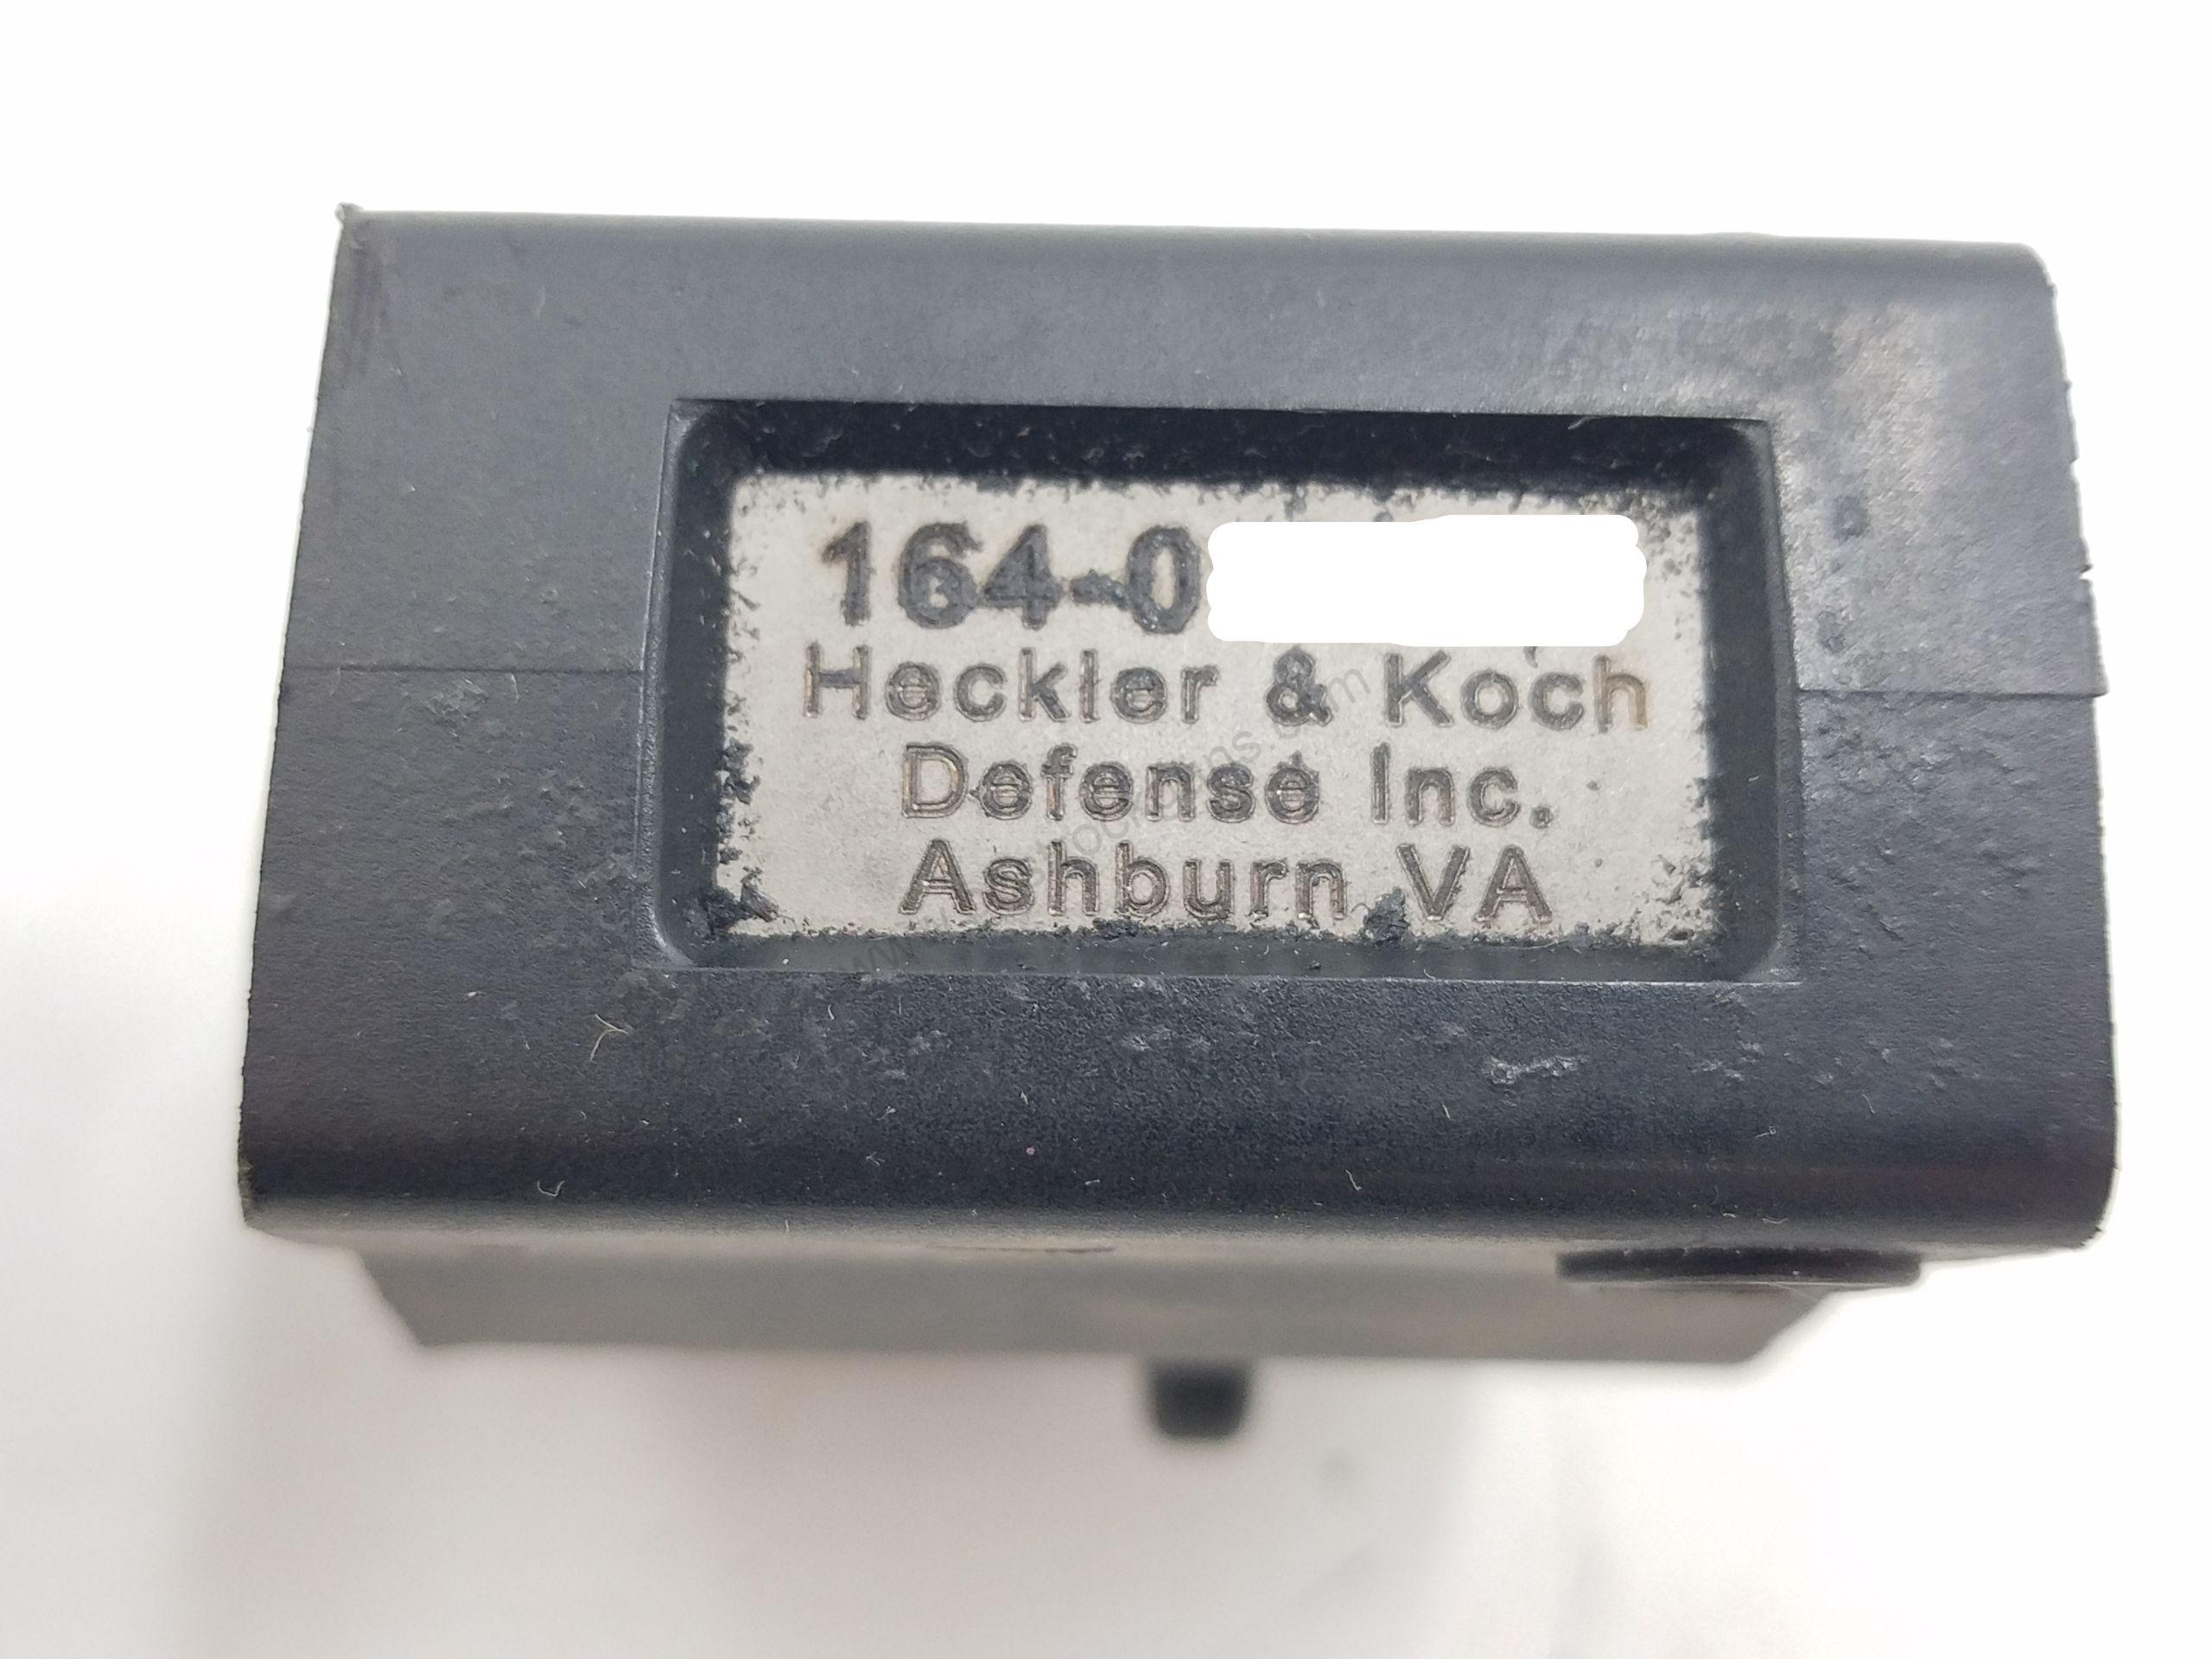 164-0
Heckler & Koch
Defense Inc.
Ashburn VA